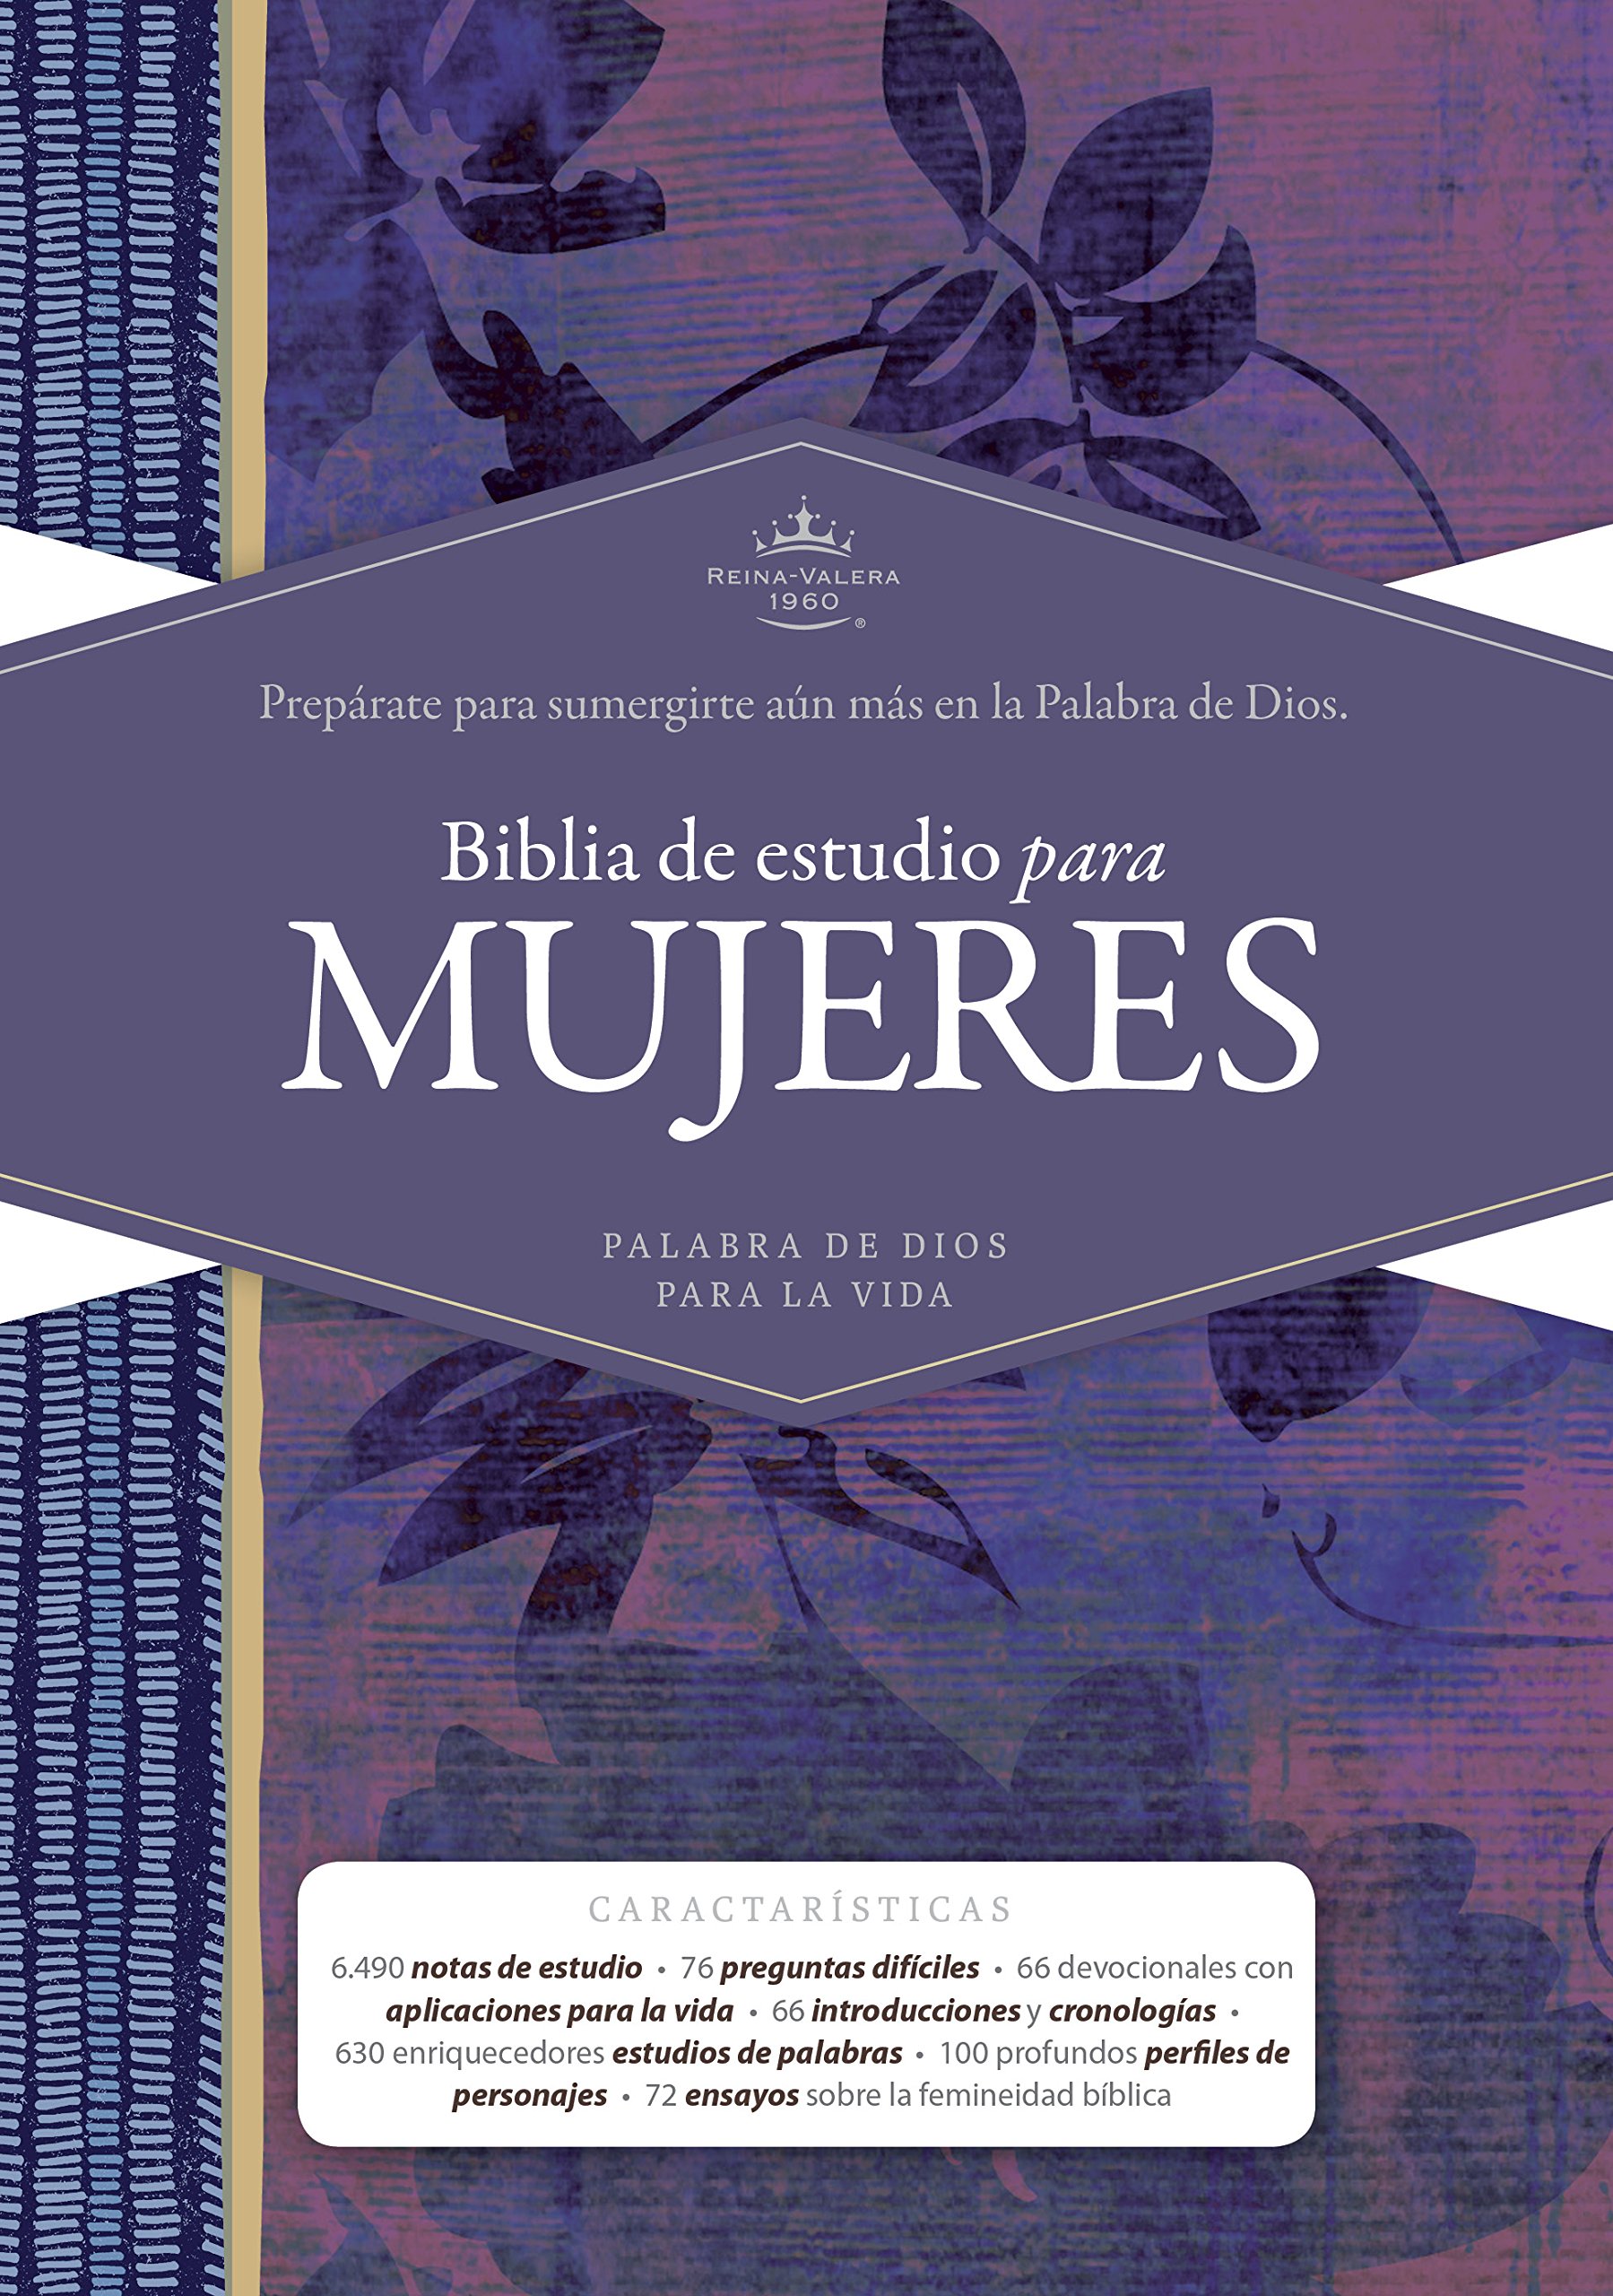 REINA-VALERA
1960
®
Prepárate para sumergirte aún más en la Palabra de Dios.
Biblia de estudio para
MUJERES
PALABRA DE DIOS
PARA LA VIDA
CARACTARÍSTICAS
6.490 notas de estudio • 76 preguntas difíciles • 66 devocionales con
aplicaciones para la vida • 66 introducciones y cronologías •
630 enriquecedores estudios de palabras • 100 profundos perfiles de
personajes • 72 ensayos sobre la femineidad bíblica